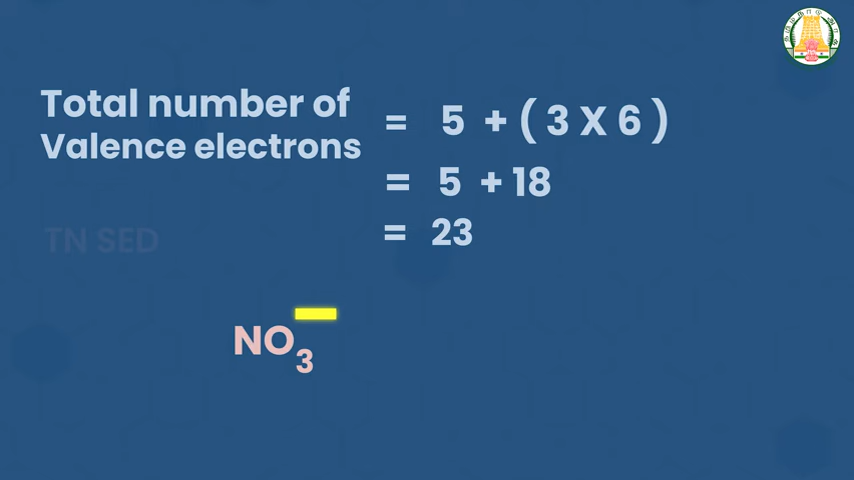 Total number of
Valence electrons
= 5 + ( 3 X 6 )
= 5 + 18
= 23
TN SED
NO₃⁻